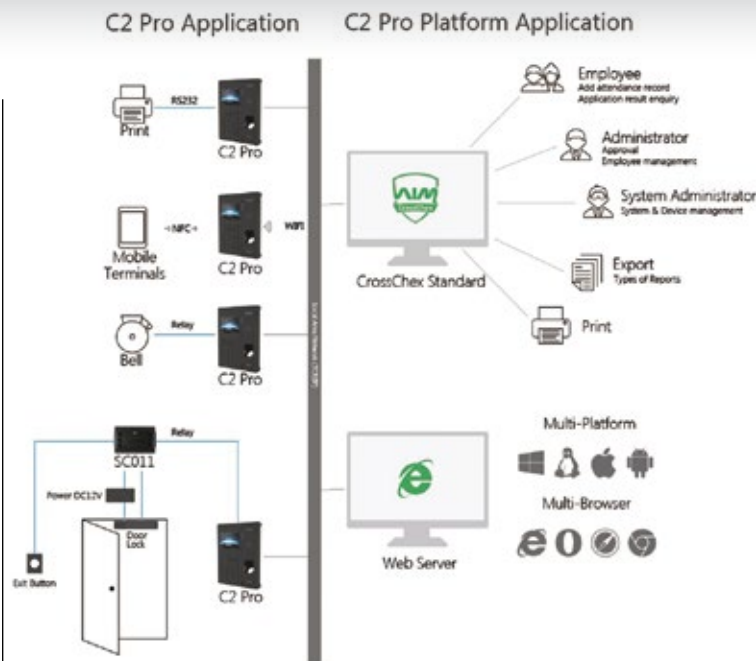 C2 Pro Application
C2 Pro Platform Application
Print
RS232
C2 Pro
Mobile
Terminals
NFC
WIFI
C2 Pro
Bell
Relay
C2 Pro
SC011
Relay
Power DC12V
Door
Lock
Exit Button
C2 Pro
AIM
CrossChex
CrossChex Standard
Employee
Add attendance record
Application result enquiry
Administrator
Approval
Employee management
System Administrator
System & Device management
Export
Types of Reports
Print
Web Server
Multi-Platform
Multi-Browser